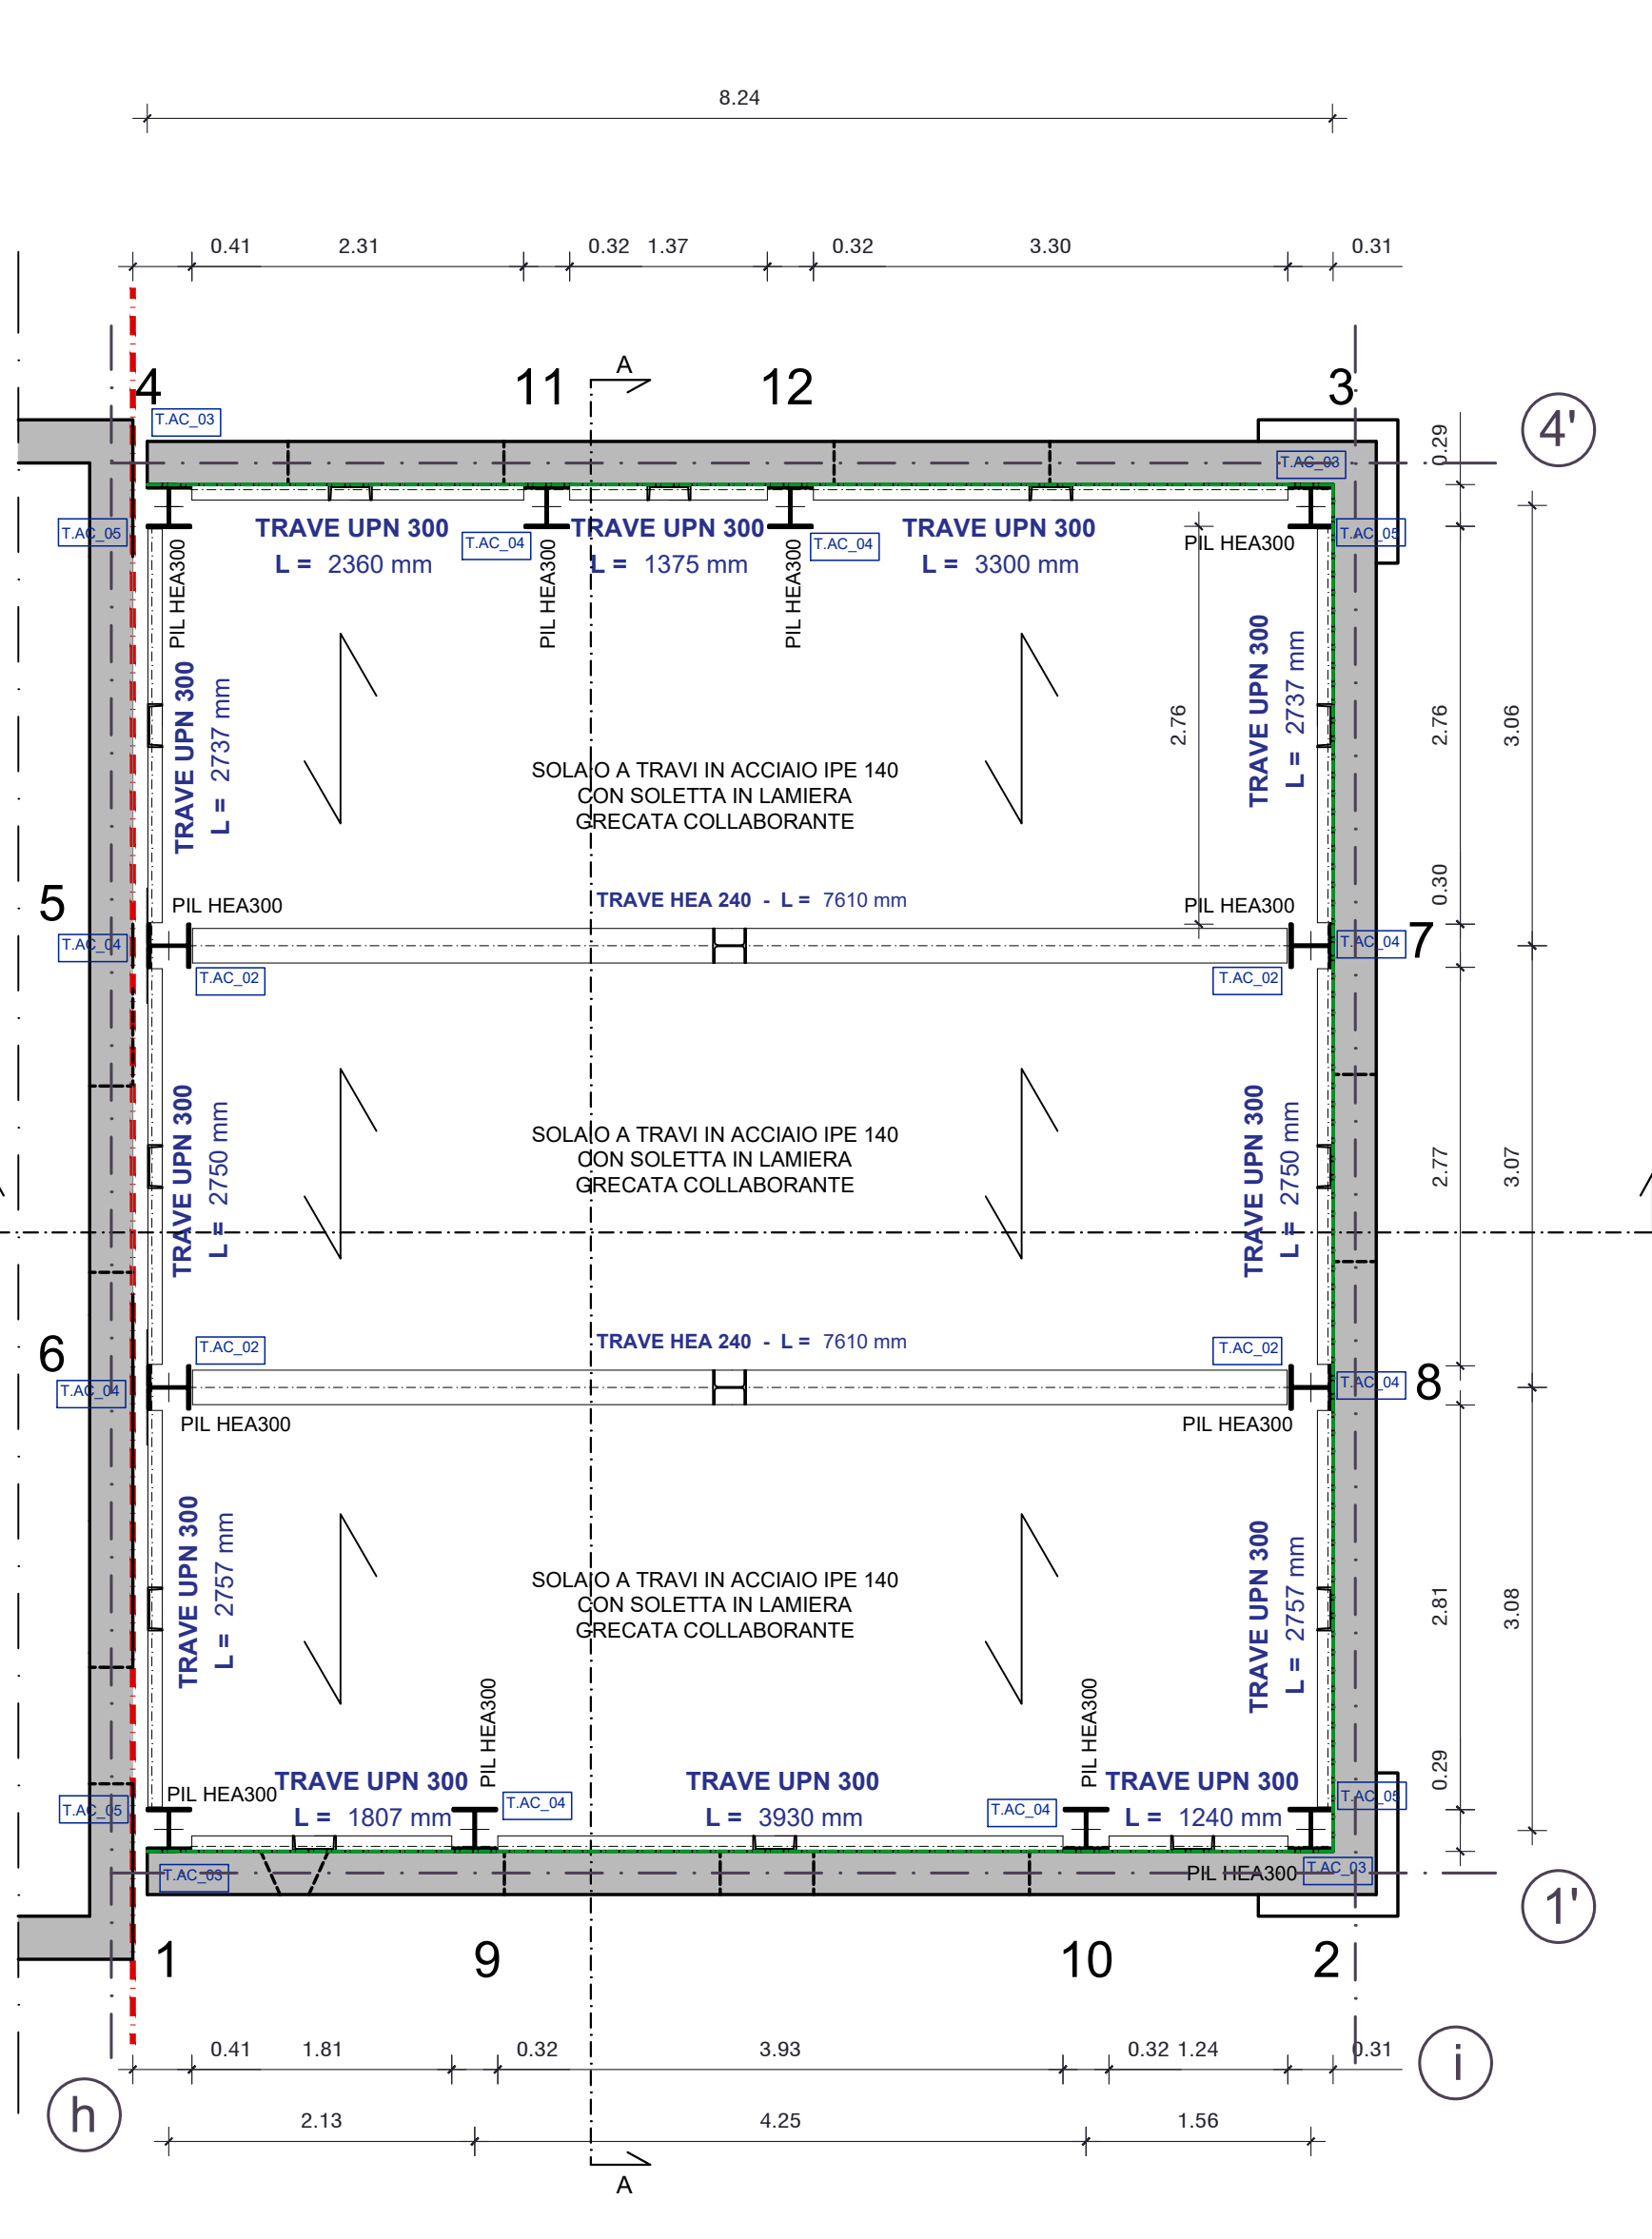 8.24
0.41 2.31 0.32 1.37 0.32 3.30 0.31
A
4 11 12 3
4'
T.AC_03
T.AC_03
0.29
T.AC_05
TRAVE UPN 300
L = 2360 mm
T.AC_04
TRAVE UPN 300
L = 1375 mm
T.AC_04
TRAVE UPN 300
L = 3300 mm
PIL HEA300
T.AC_05
PIL HEA300
PIL HEA300
PIL HEA300
TRAVE UPN 300
L = 2737 mm
TRAVE UPN 300
L = 2737 mm
2.76
2.76
3.06
SOLAIO A TRAVI IN ACCIAIO IPE 140
CON SOLETTA IN LAMIERA
GRECATA COLLABORANTE
0.30
5
PIL HEA300
TRAVE HEA 240 - L = 7610 mm
PIL HEA300
T.AC_04
T.AC_04
7
T.AC_02
T.AC_02
TRAVE UPN 300
L = 2750 mm
SOLAIO A TRAVI IN ACCIAIO IPE 140
CON SOLETTA IN LAMIERA
GRECATA COLLABORANTE
TRAVE UPN 300
L = 2750 mm
2.77
3.07
6
T.AC_02
TRAVE HEA 240 - L = 7610 mm
T.AC_02
T.AC_04
T.AC_04
8
PIL HEA300
PIL HEA300
TRAVE UPN 300
L = 2757 mm
SOLAIO A TRAVI IN ACCIAIO IPE 140
CON SOLETTA IN LAMIERA
GRECATA COLLABORANTE
TRAVE UPN 300
L = 2757 mm
2.81
3.08
PIL HEA300
PIL HEA300
0.29
PIL HEA300
TRAVE UPN 300
L = 1807 mm
T.AC_04
TRAVE UPN 300
L = 3930 mm
T.AC_04
TRAVE UPN 300
L = 1240 mm
T.AC_05
T.AC_05
T.AC_03
PIL HEA300
T.AC_03
1'
1 9 10 2
0.41 1.81 0.32 3.93 0.32 1.24 0.31
i
h
2.13 4.25 1.56
A